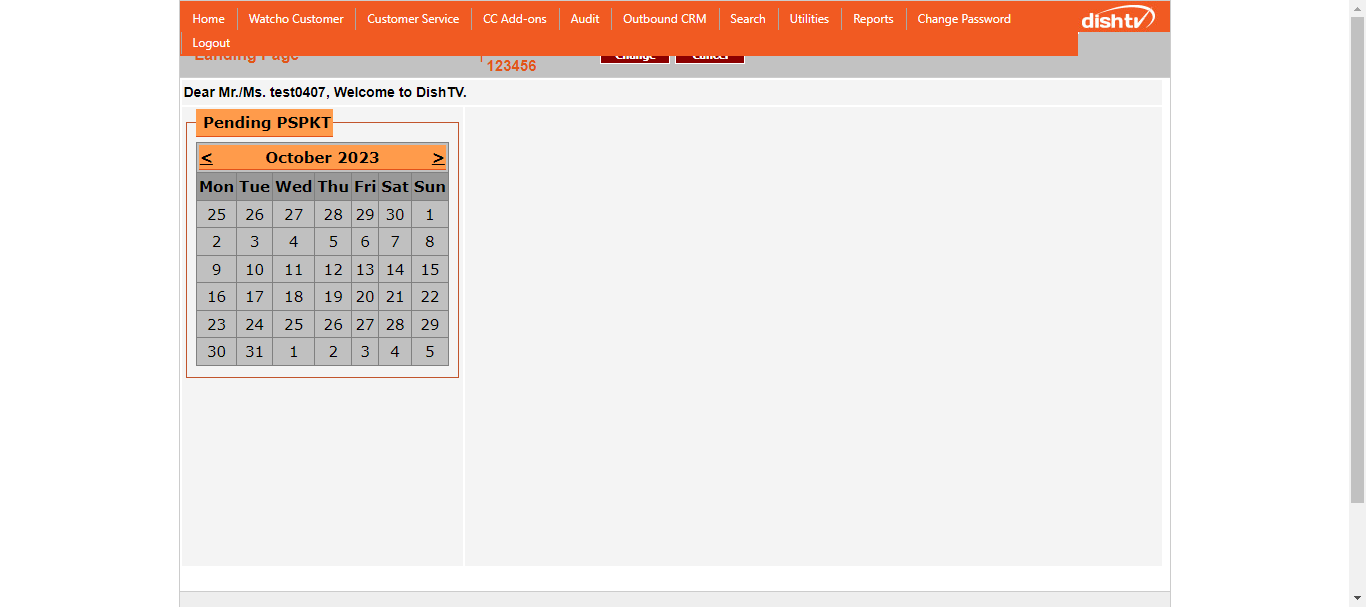 Home Watcho Customer Customer Service CC Add-ons Audit Outbound CRM Search Utilities Reports Change Password
dishtv
Logout
Landing Page
123456
Change Cancel
Dear Mr./Ms. test0407, Welcome to DishTV.
Pending PSPKT
< October 2023 >
Mon Tue Wed Thu Fri Sat Sun
25 26 27 28 29 30 1
2 3 4 5 6 7 8
9 10 11 12 13 14 15
16 17 18 19 20 21 22
23 24 25 26 27 28 29
30 31 1 2 3 4 5